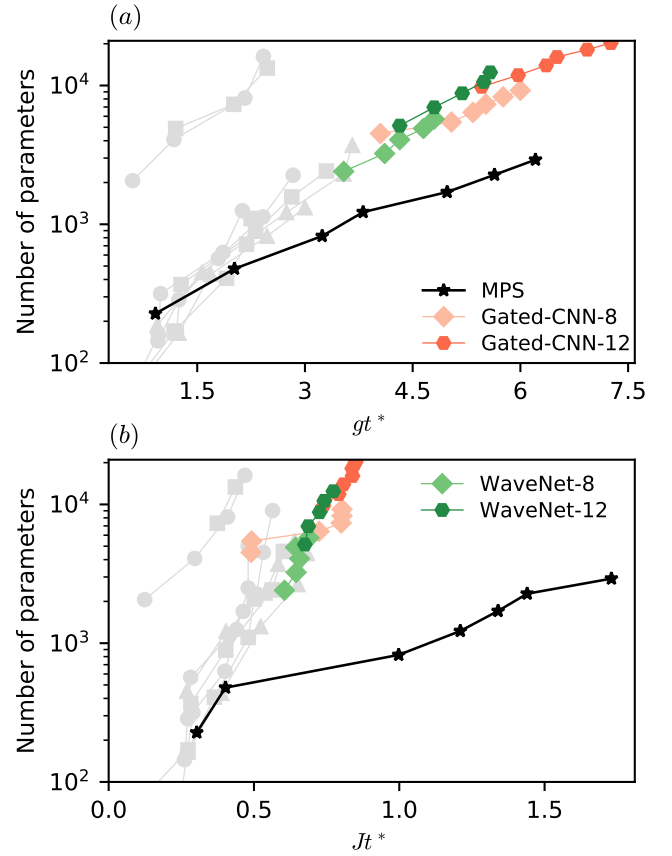 (a)
Number of parameters
10^4
10^3
10^2
MPS
Gated-CNN-8
Gated-CNN-12
1.5 3 4.5 6 7.5
gt*
(b)
Number of parameters
10^4
10^3
10^2
WaveNet-8
WaveNet-12
0.0 0.5 1.0 1.5
Jt*